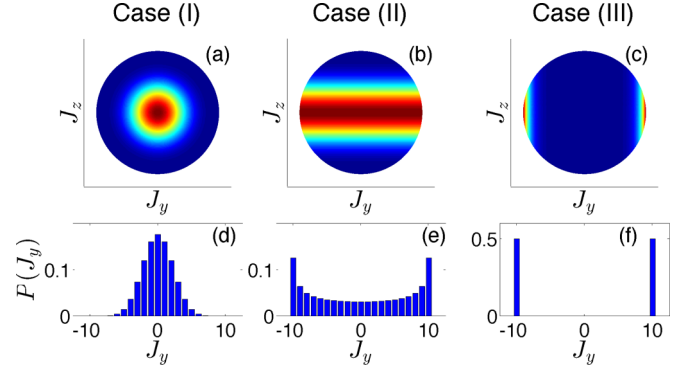 Case (I) Case (II) Case (III)
(a) (b) (c)
J_z J_z J_z
J_y J_y J_y
(d) (e) (f)
P(J_y)
0.1 0.1 0.5
0 0 0
-10 0 10 -10 0 10 -10 0 10
J_y J_y J_y